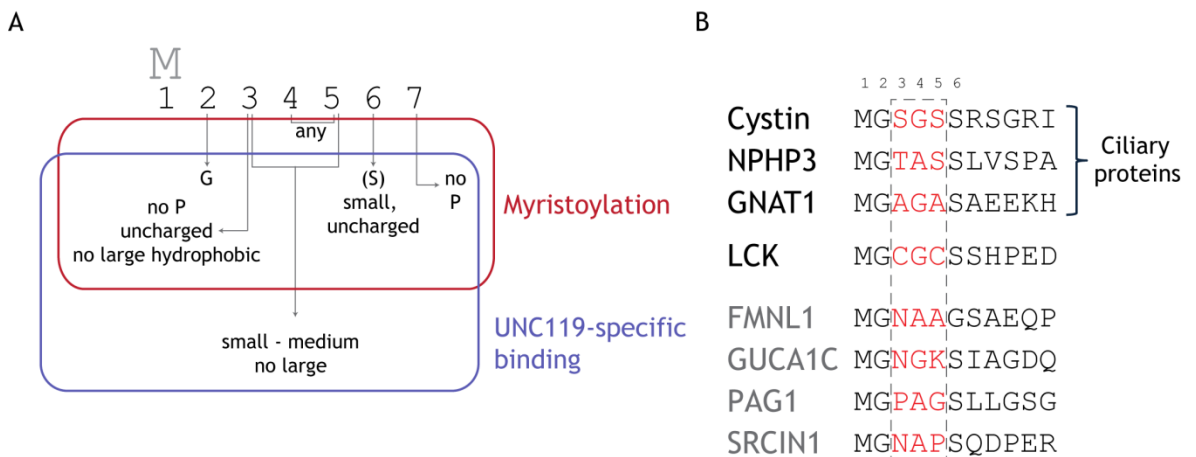 A
M
1 2 3 4 5 6 7
any
G
(S)
no
P
no P
uncharged
no large hydrophobic
small,
uncharged
Myristoylation
small - medium
no large
UNC119-specific
binding
B
1 2 3 4 5 6
Cystin MGSGSSRSGRI
NPHP3 MGTASSLVSPA
GNAT1 MGAGASAEEKH
Ciliary
proteins
LCK MGCGCSSHPED
FMNL1 MGNAAGSAEQP
GUCA1C MGNGKSIAGDQ
PAG1 MGPAGSLLGSG
SRCIN1 MGNAPSQDPER